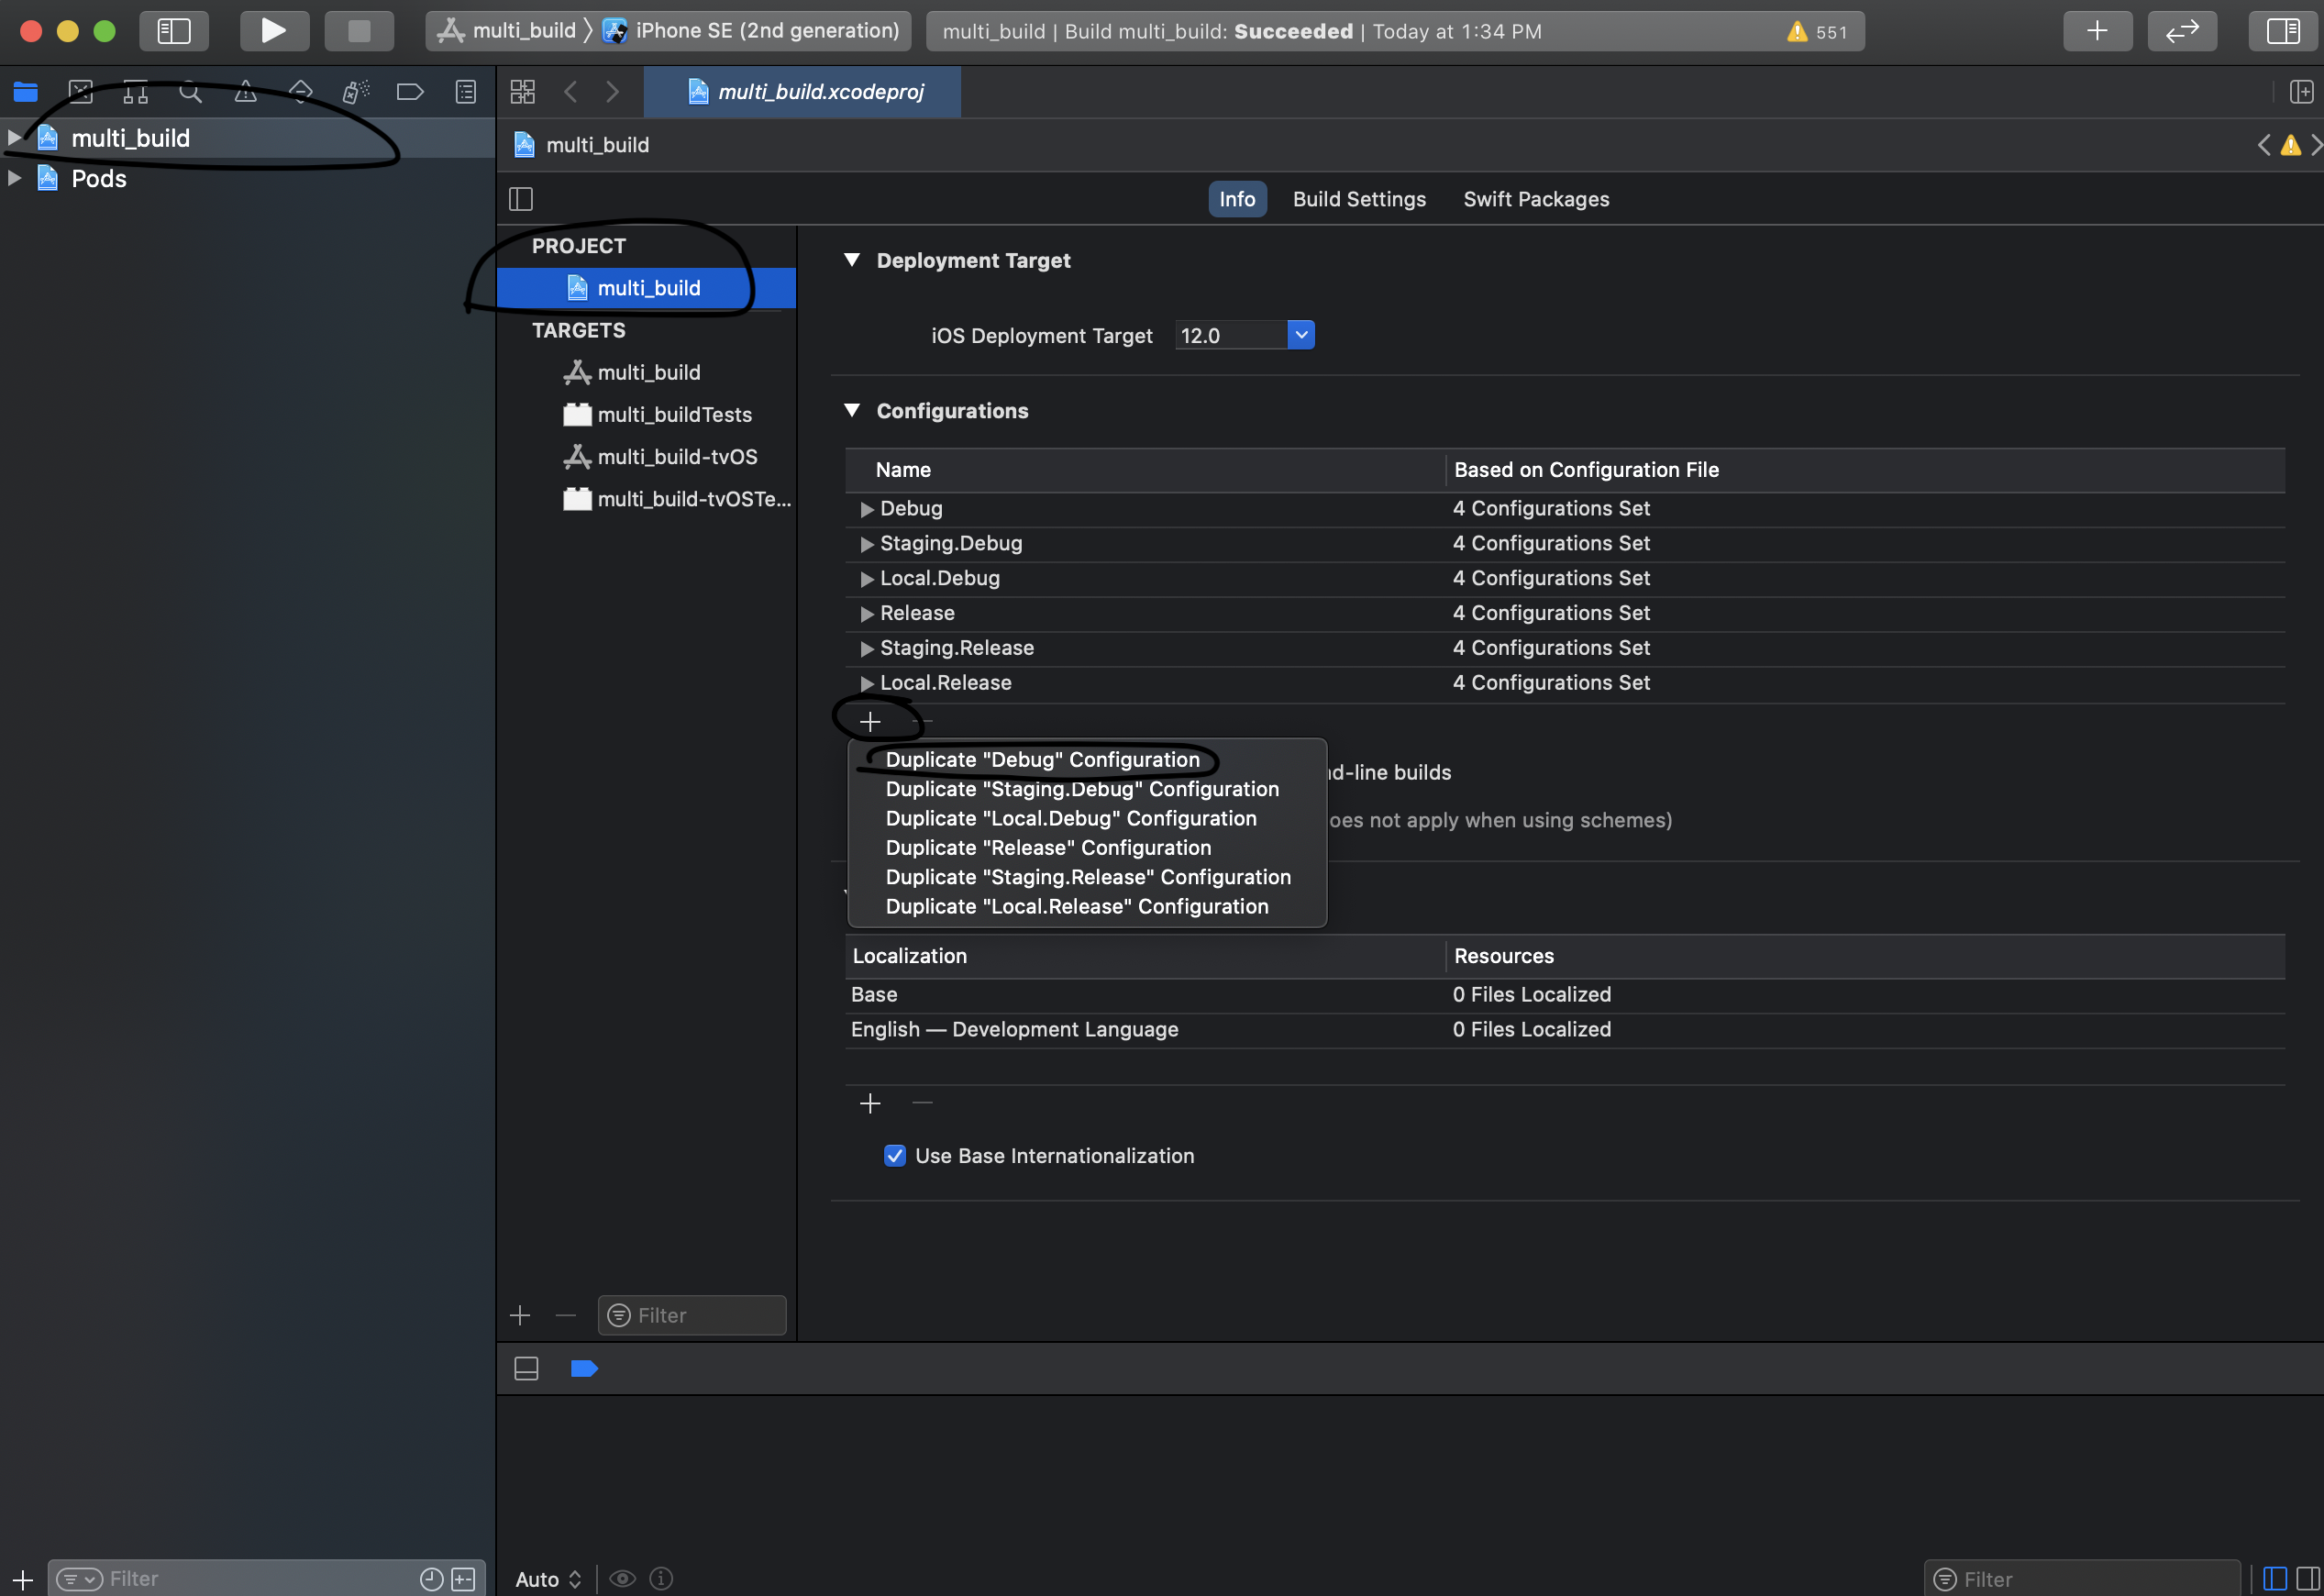 multi_build 〉 iPhone SE (2nd generation)
multi_build | Build multi_build: Succeeded | Today at 1:34 PM
551
multi_build.xcodeproj
multi_build
Pods
multi_build
Info
Build Settings
Swift Packages
PROJECT
multi_build
TARGETS
multi_build
multi_buildTests
multi_build-tvOS
multi_build-tvOSTe...
Deployment Target
iOS Deployment Target 12.0
Configurations
Name Based on Configuration File
Debug 4 Configurations Set
Staging.Debug 4 Configurations Set
Local.Debug 4 Configurations Set
Release 4 Configurations Set
Staging.Release 4 Configurations Set
Local.Release 4 Configurations Set
Duplicate "Debug" Configuration
Duplicate "Staging.Debug" Configuration
Duplicate "Local.Debug" Configuration
Duplicate "Release" Configuration
Duplicate "Staging.Release" Configuration
Duplicate "Local.Release" Configuration
d-line builds
oes not apply when using schemes)
Localization Resources
Base 0 Files Localized
English — Development Language 0 Files Localized
Use Base Internationalization
Filter
Filter
Auto
Filter